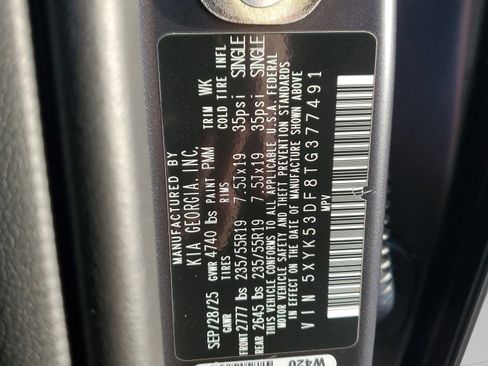 MANUFACTURED BY
KIA GEORGIA, INC.
SEP/28/25 GVWR 4740 lbs PAINT PMM TRIM WK
GAWR TIRES RIMS COLD TIRE INFL
FRONT 2777 lbs 235/55R19 7.5Jx19 35psi SINGLE
REAR 2645 lbs 235/55R19 7.5Jx19 35psi SINGLE
THIS VEHICLE CONFORMS TO ALL APPLICABLE U.S.A. FEDERAL
MOTOR VEHICLE SAFETY AND THEFT PREVENTION STANDARDS
IN EFFECT ON THE DATE OF MANUFACTURE SHOWN ABOVE
VIN 5XYK53DF8TG377491
MPV
W420